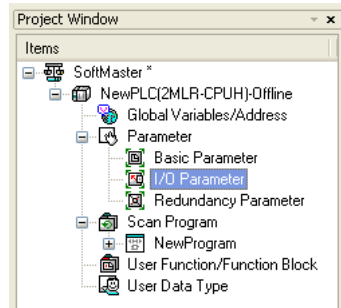 Project Window
Items
SoftMaster *
NewPLC(2MLR-CPUH)-Offline
Global Variables/Address
Parameter
Basic Parameter
I/O Parameter
Redundancy Parameter
Scan Program
NewProgram
User Function/Function Block
User Data Type